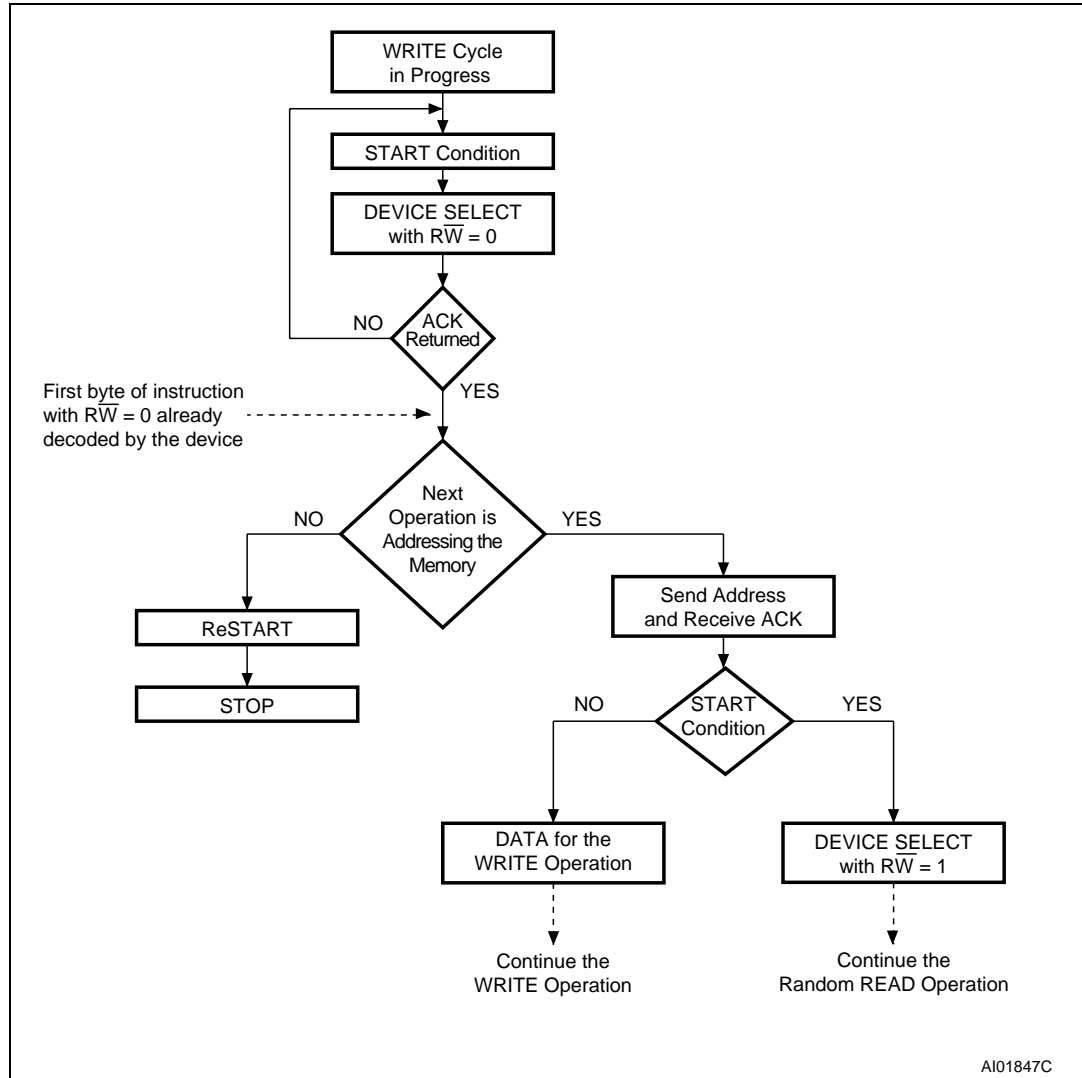 WRITE Cycle
in Progress
START Condition
DEVICE SELECT
with RW̅ = 0
NO
ACK
Returned
YES
First byte of instruction
with RW̅ = 0 already
decoded by the device
NO
Next
Operation is
Addressing the
Memory
YES
Send Address
and Receive ACK
ReSTART
STOP
NO
START
Condition
YES
DATA for the
WRITE Operation
DEVICE SELECT
with RW̅ = 1
Continue the
WRITE Operation
Continue the
Random READ Operation
AI01847C